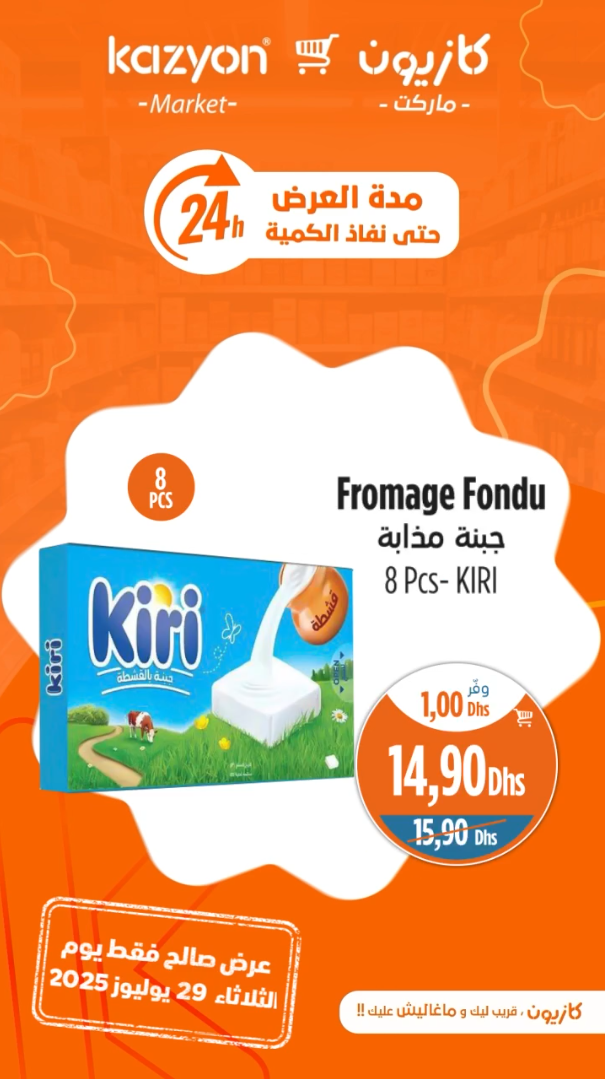 kazyon® كازيون
-Market- - ماركت -
24h
مدة العرض
حتى نفاذ الكمية
8
PCS
Fromage Fondu
جبنة مذابة
8 Pcs- KIRI
kiri
Kiri
جبنة بالقشطة
قشطة
وفّر
1,00 Dhs
14,90 Dhs
15,90 Dhs
عرض صالح فقط يوم
الثلاثاء 29 يوليوز 2025
كازيون ، قريب ليك و ماغاليش عليك !!